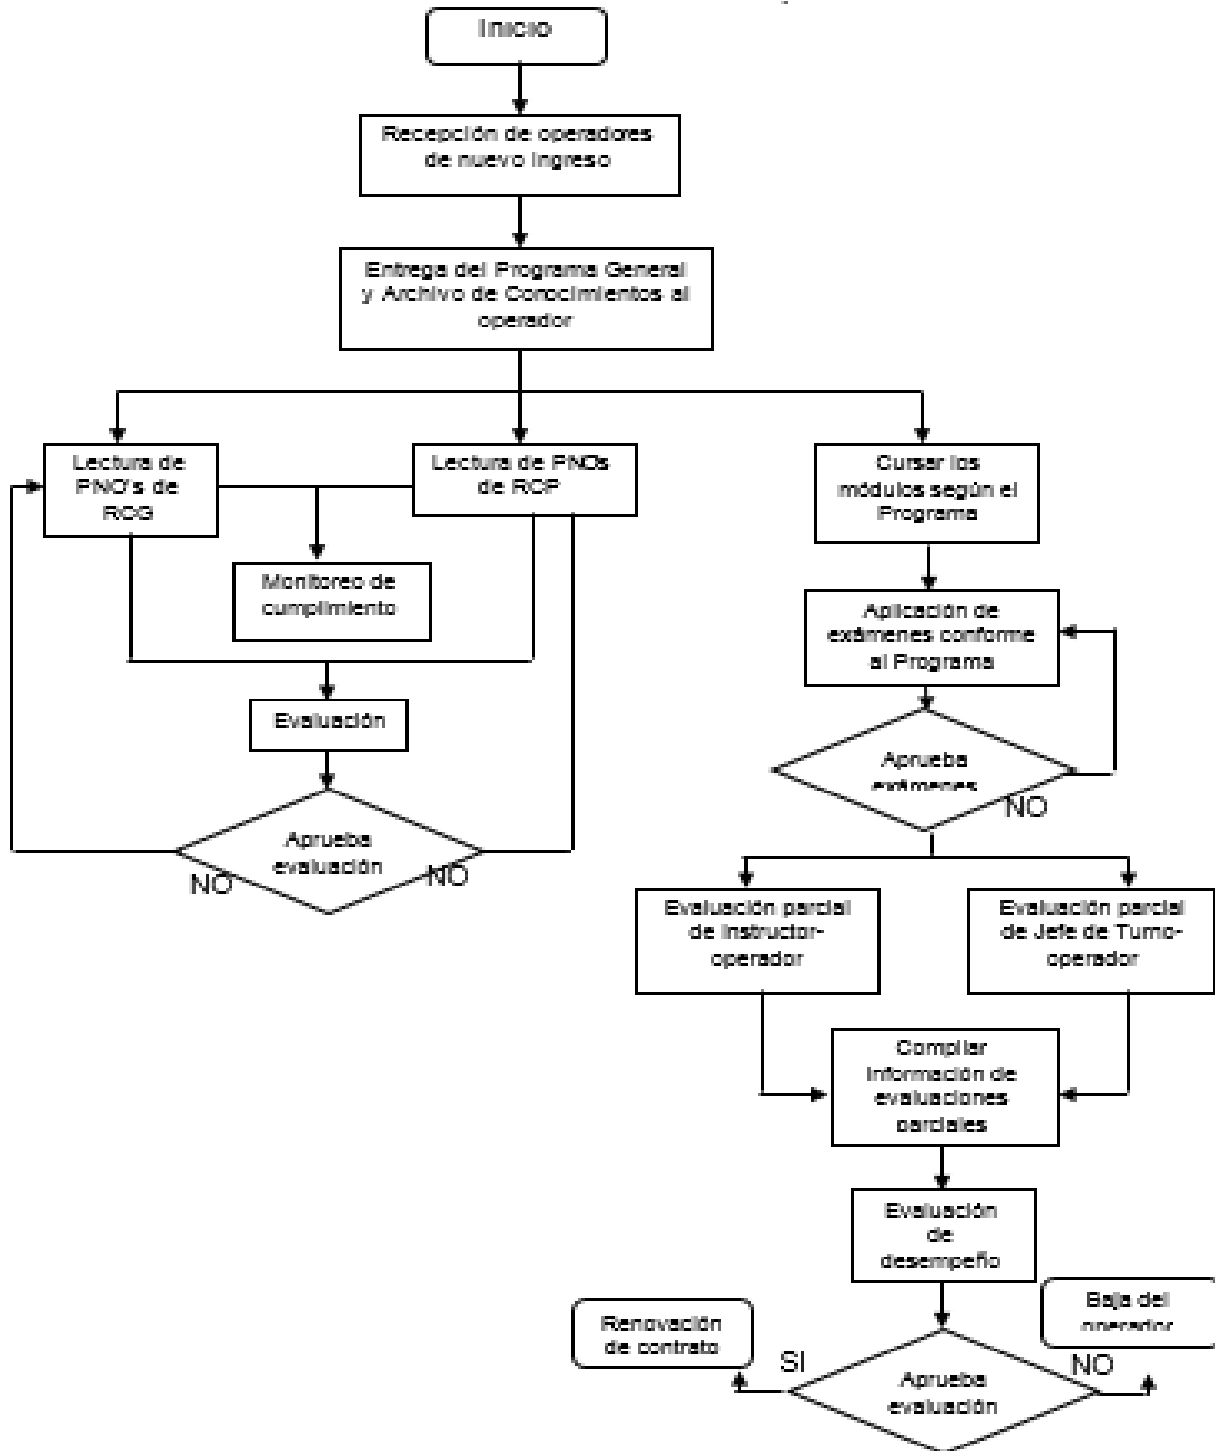 Inicio
Recepción de operadores
de nuevo ingreso
Entrega del Programa General
y Archivo de Conocimientos al
operador
Lectura de
PNO's de
RCG
Lectura de PNOs
de RCP
Cursar los
módulos según el
Programa
Monitoreo de
cumplimiento
Aplicación de
exámenes conforme
al Programa
Evaluación
Aprueba
exámenes
NO
Aprueba
evaluación
NO
NO
Evaluación parcial
de Instructor-
operador
Evaluación parcial
de Jefe de Turno-
operador
Compilar
información de
evaluaciones
parciales
Evaluación
de
desempeño
Renovación
de contrato
Baja del
operador
SI
NO
Aprueba
evaluación